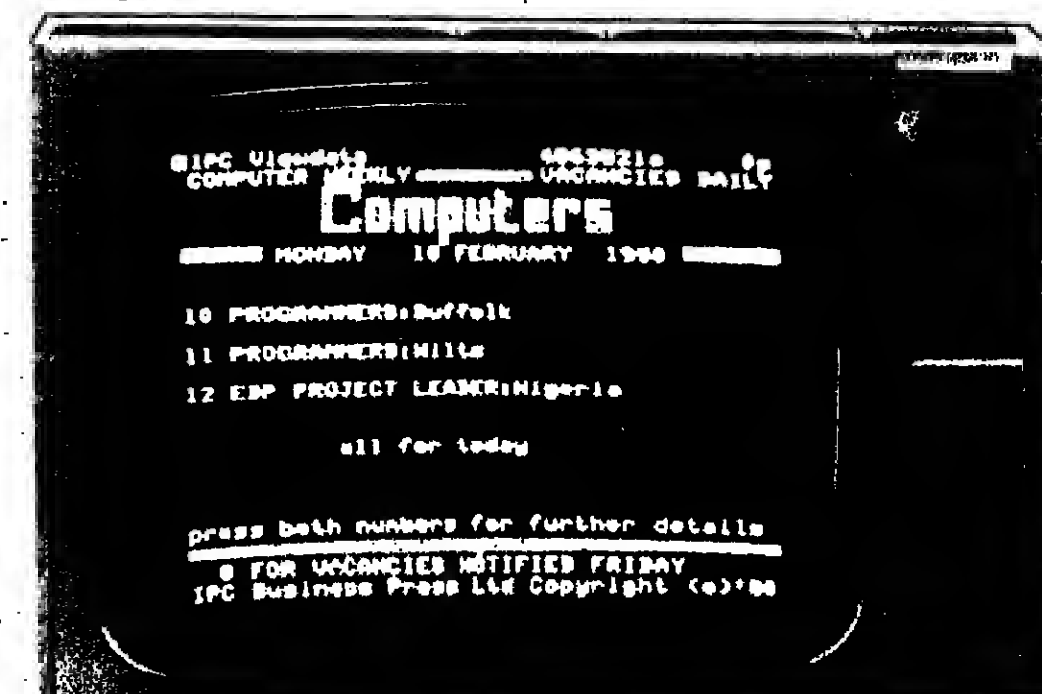 IPC Viewdata
COMPUTER WEEKLY VACANCIES DAILY
Computers
MONDAY 18 FEBRUARY 1980
10 PROGRAMMERS:Suffolk
11 PROGRAMMERS:Wilts
12 EDP PROJECT LEADER:Nigeria
all for today
press both numbers for further details
FOR VACANCIES NOTIFIED FRIDAY
IPC Business Press Ltd Copyright (c)'80